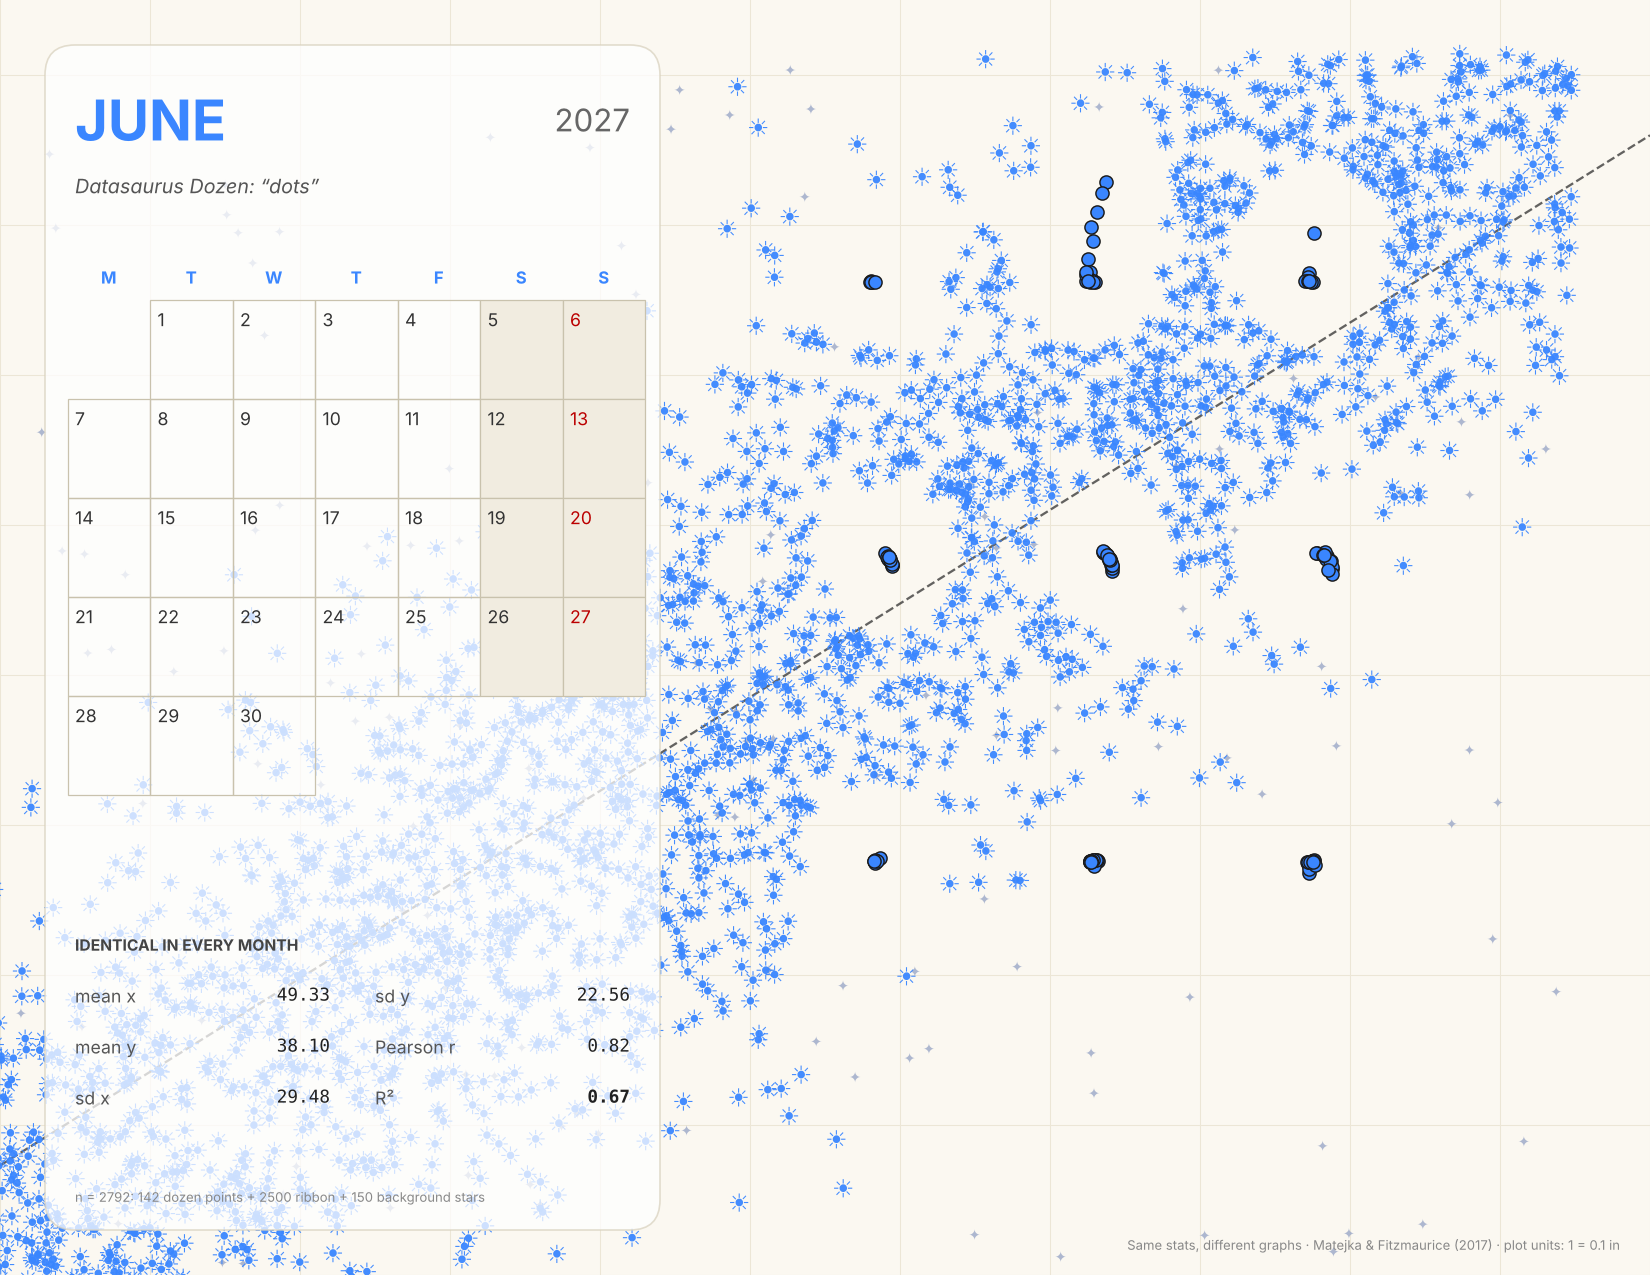 JUNE 2027
Datasaurus Dozen: “dots”
M T W T F S S
1 2 3 4 5 6
7 8 9 10 11 12 13
14 15 16 17 18 19 20
21 22 23 24 25 26 27
28 29 30
IDENTICAL IN EVERY MONTH
mean x 49.33 sd y 22.56
mean y 38.10 Pearson r 0.82
sd x 29.48 R² 0.67
n = 2792: 142 dozen points + 2500 ribbon + 150 background stars
Same stats, different graphs · Matejka & Fitzmaurice (2017) · plot units: 1 = 0.1 in